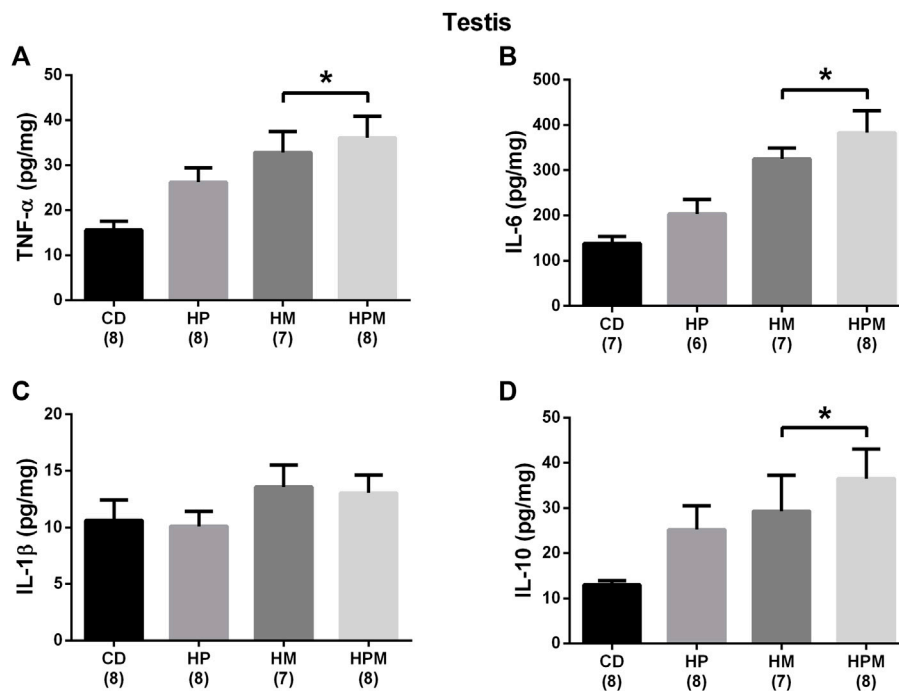 Testis
A
TNF-α (pg/mg)
50
40
30
20
10
0
*
CD HP HM HPM
(8) (8) (7) (8)
B
IL-6 (pg/mg)
500
400
300
200
100
0
*
CD HP HM HPM
(7) (6) (7) (8)
C
IL-1β (pg/mg)
20
15
10
5
0
CD HP HM HPM
(8) (8) (7) (8)
D
IL-10 (pg/mg)
50
40
30
20
10
0
*
CD HP HM HPM
(8) (8) (7) (8)